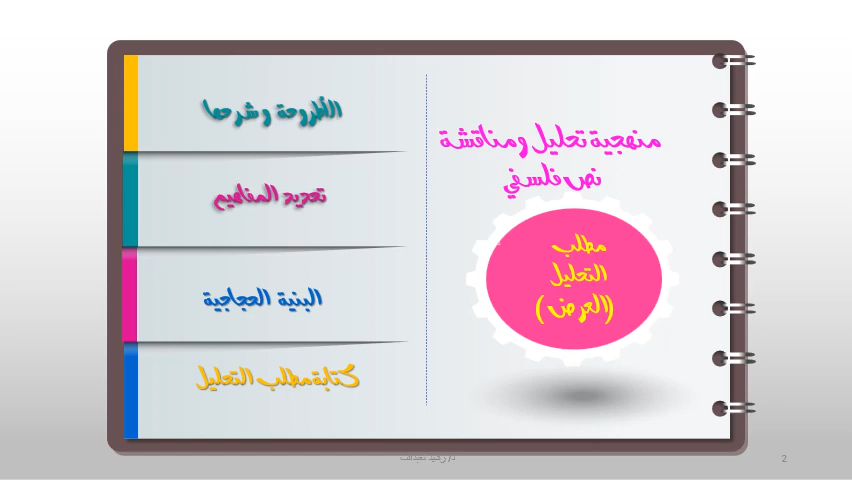 منهجية تحليل ومناقشة
نص فلسفي
مطلب
التحليل
(العرض)
الأطروحة وشرحها
تحديد المفاهيم
البنية الحجاجية
كتابة مطلب التحليل
2